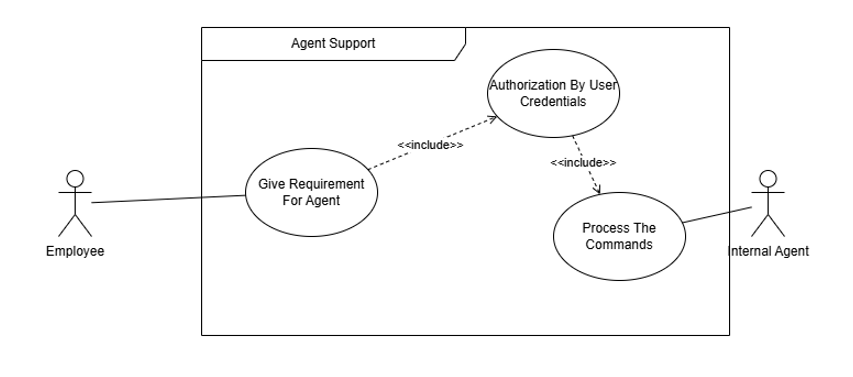 Agent Support
Authorization By User
Credentials
<<include>>
<<include>>
Give Requirement
For Agent
Process The
Commands
Employee
Internal Agent